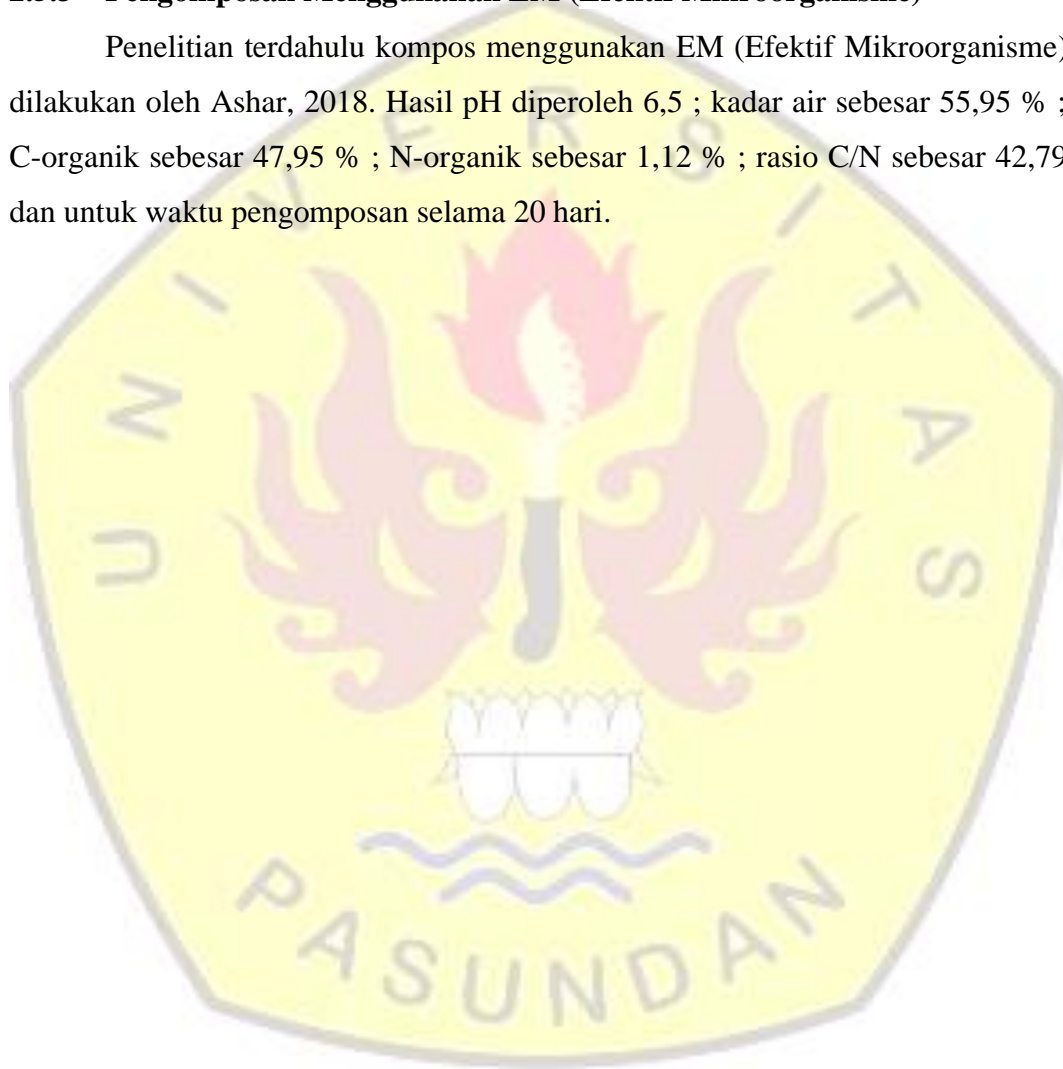 Pengomposan Menggunakan EM (Efektif Mikroorganisme)
Penelitian terdahulu kompos menggunakan EM (Efektif Mikroorganisme)
dilakukan oleh Ashar, 2018. Hasil pH diperoleh 6,5 ; kadar air sebesar 55,95 % ;
C-organik sebesar 47,95 % ; N-organik sebesar 1,12 % ; rasio C/N sebesar 42,79
dan untuk waktu pengomposan selama 20 hari.
UNIVERSITAS
PASUNDAN